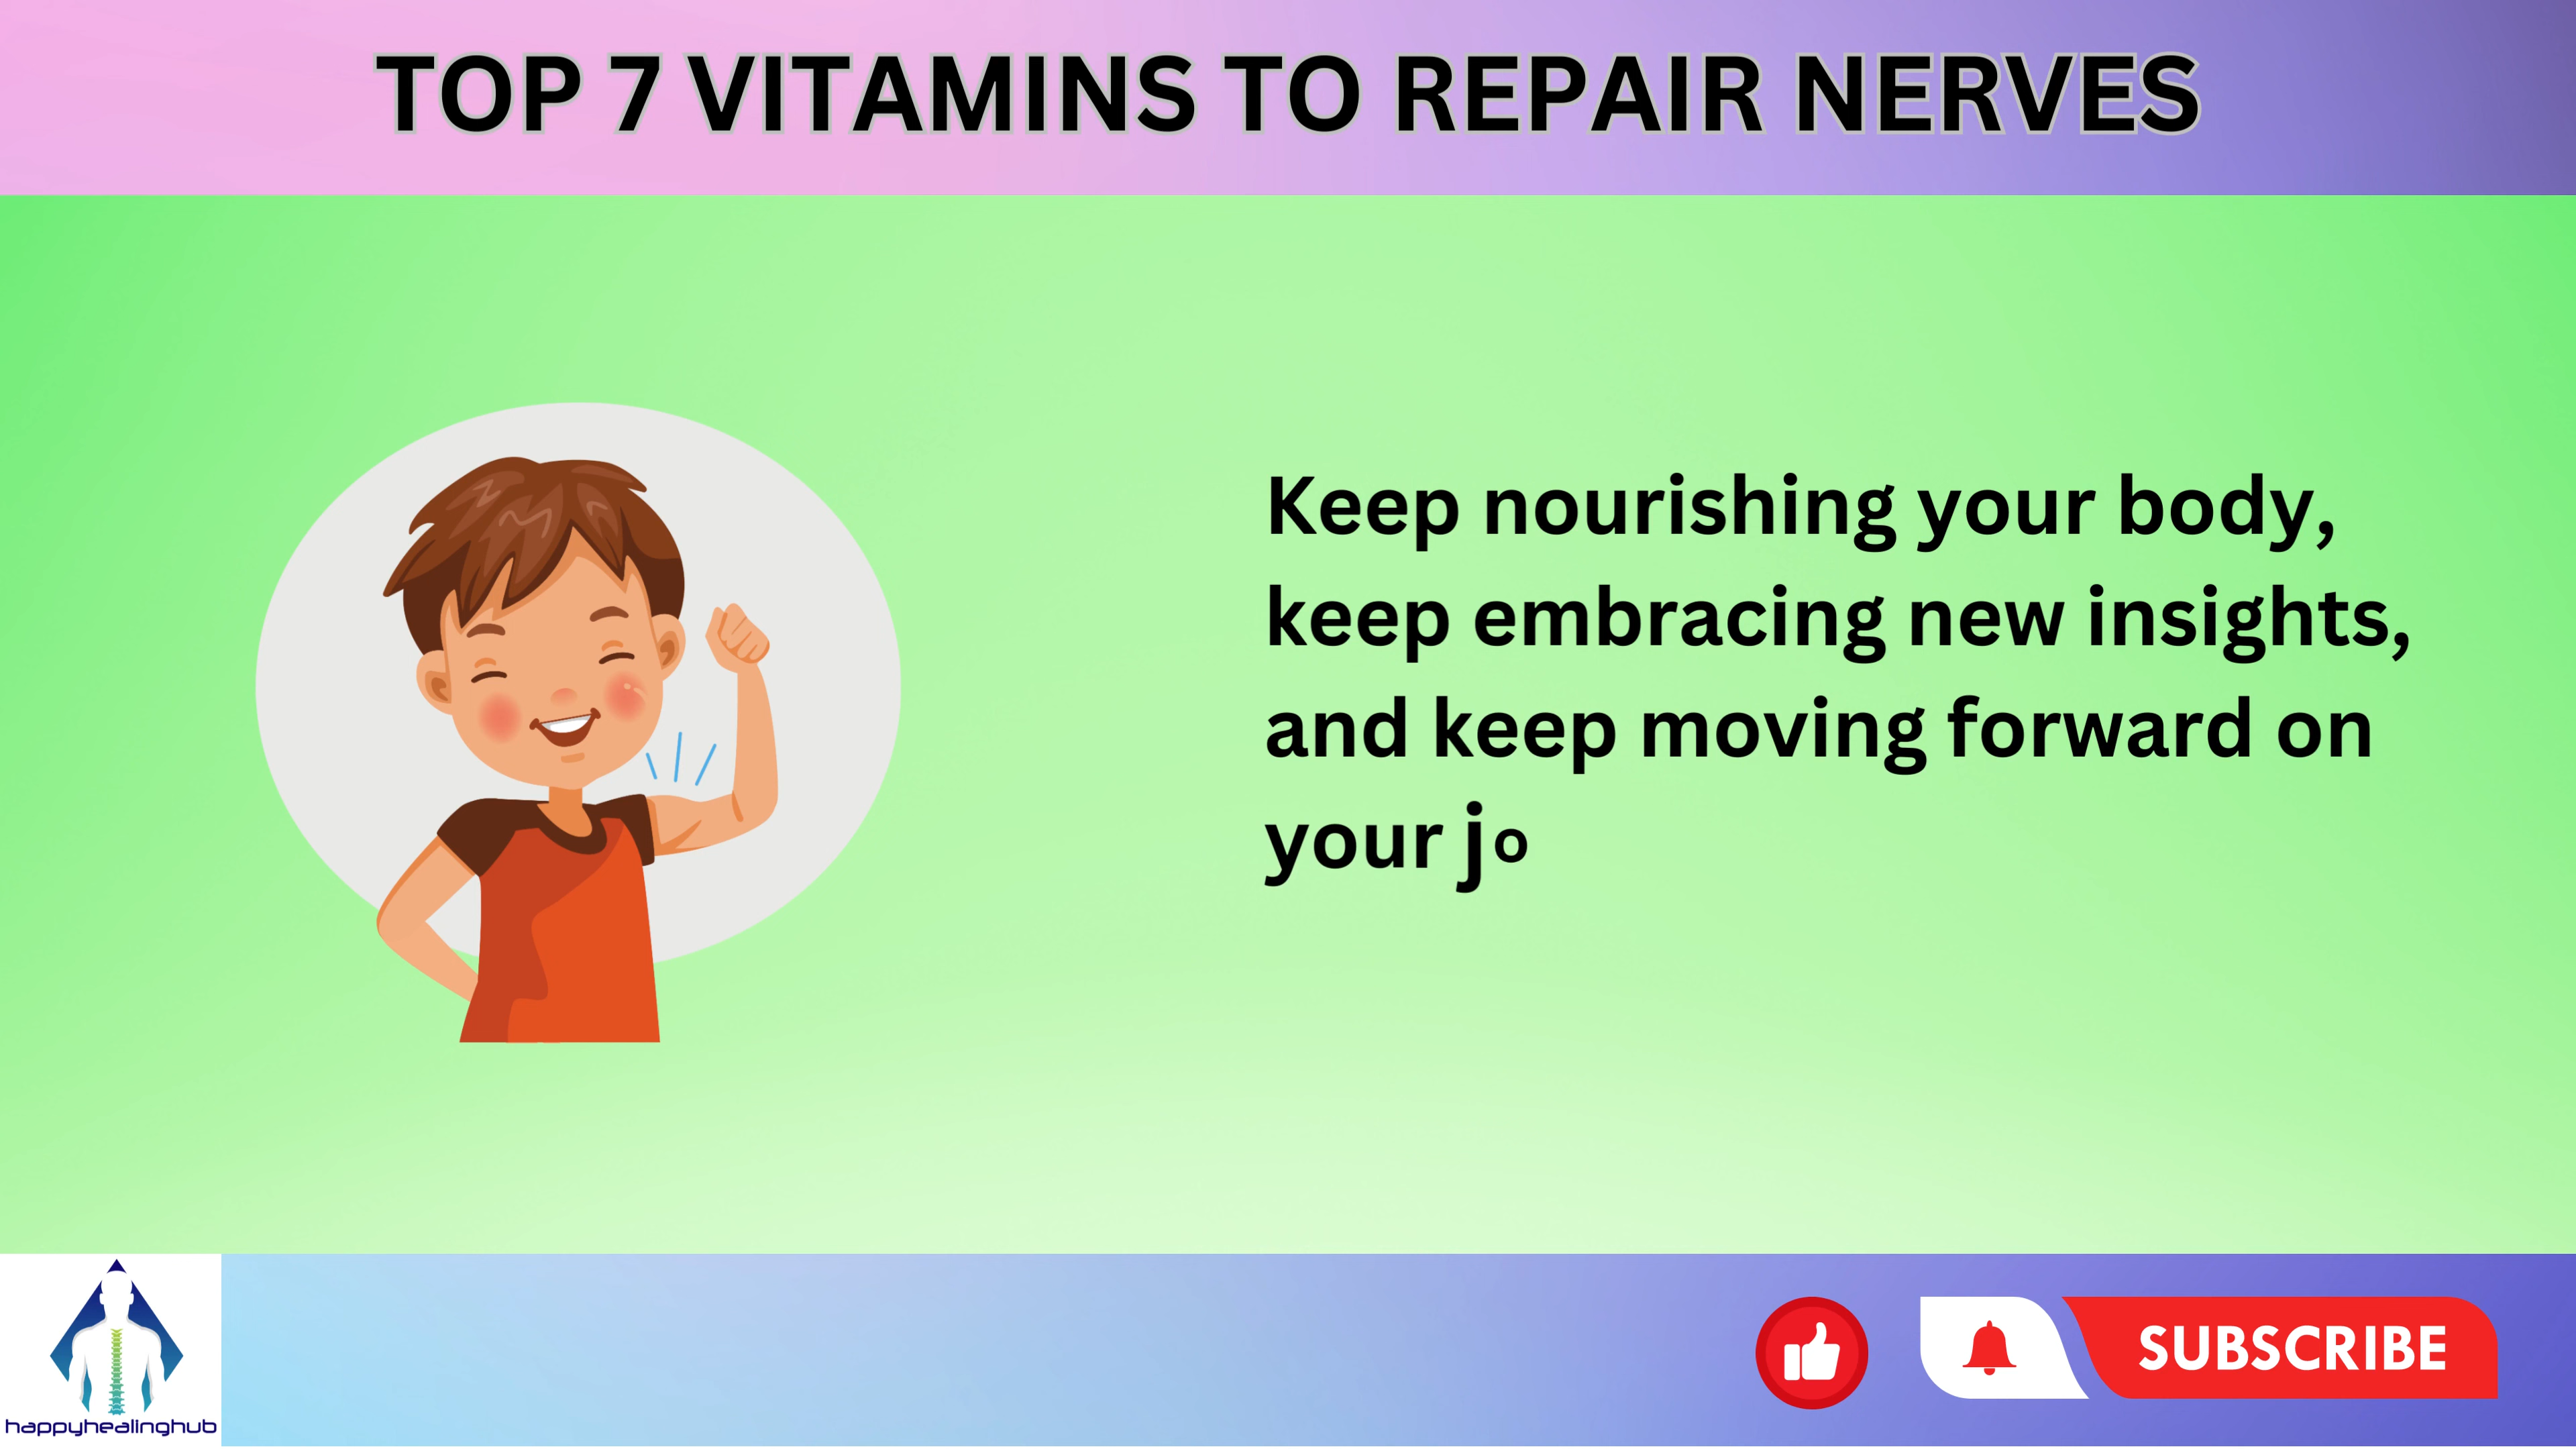 TOP 7 VITAMINS TO REPAIR NERVES
Keep nourishing your body,
keep embracing new insights,
and keep moving forward on
your jo
happyhealinghub
SUBSCRIBE